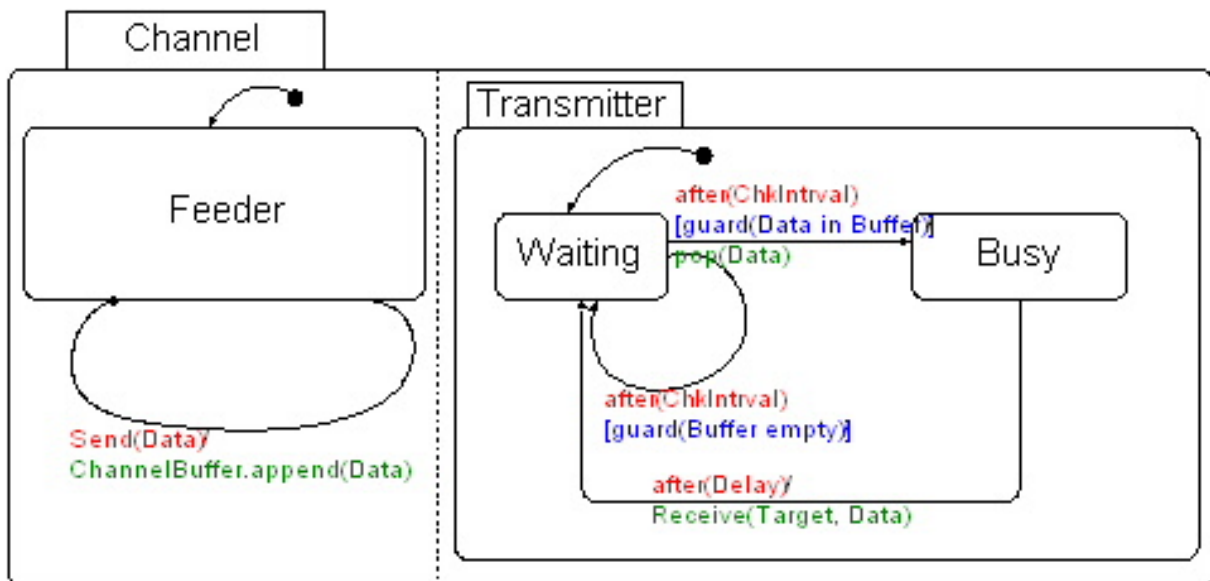 Channel
Feeder
Send(Data)/
ChannelBuffer.append(Data)
Transmitter
Waiting
after(ChkIntrval)
[guard(Data in Buffer)]
pop(Data)
Busy
after(ChkIntrval)
[guard(Buffer empty)]
after(Delay)/
Receive(Target, Data)